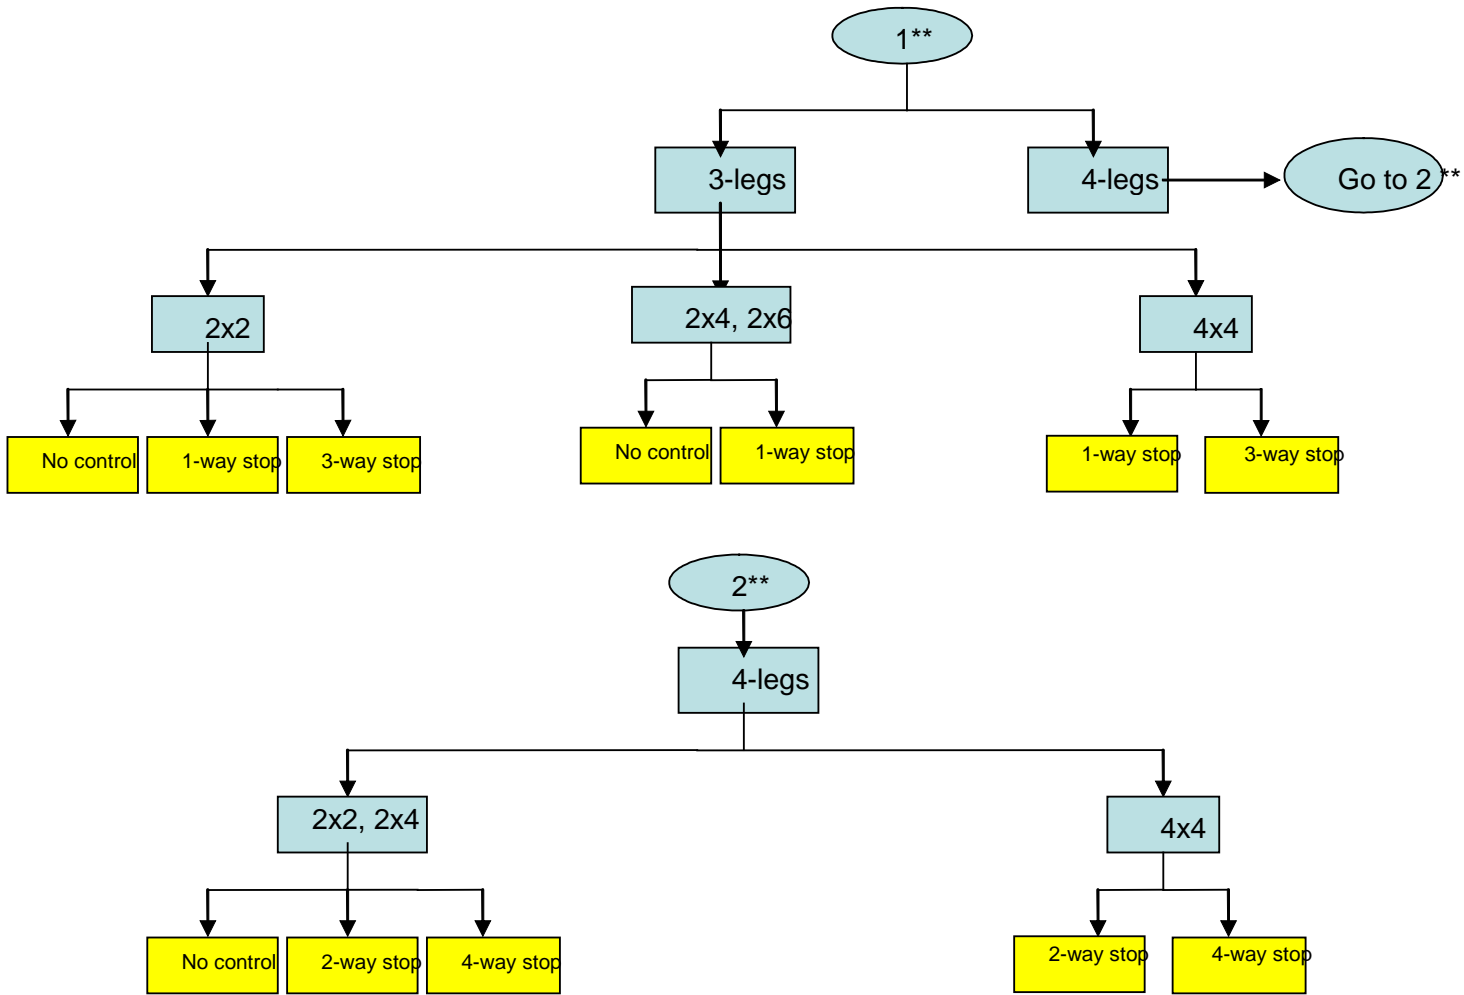 1**
3-legs
4-legs
Go to 2 **
2x2
2x4, 2x6
4x4
No control
1-way stop
3-way stop
No control
1-way stop
1-way stop
3-way stop
2**
4-legs
2x2, 2x4
4x4
No control
2-way stop
4-way stop
2-way stop
4-way stop